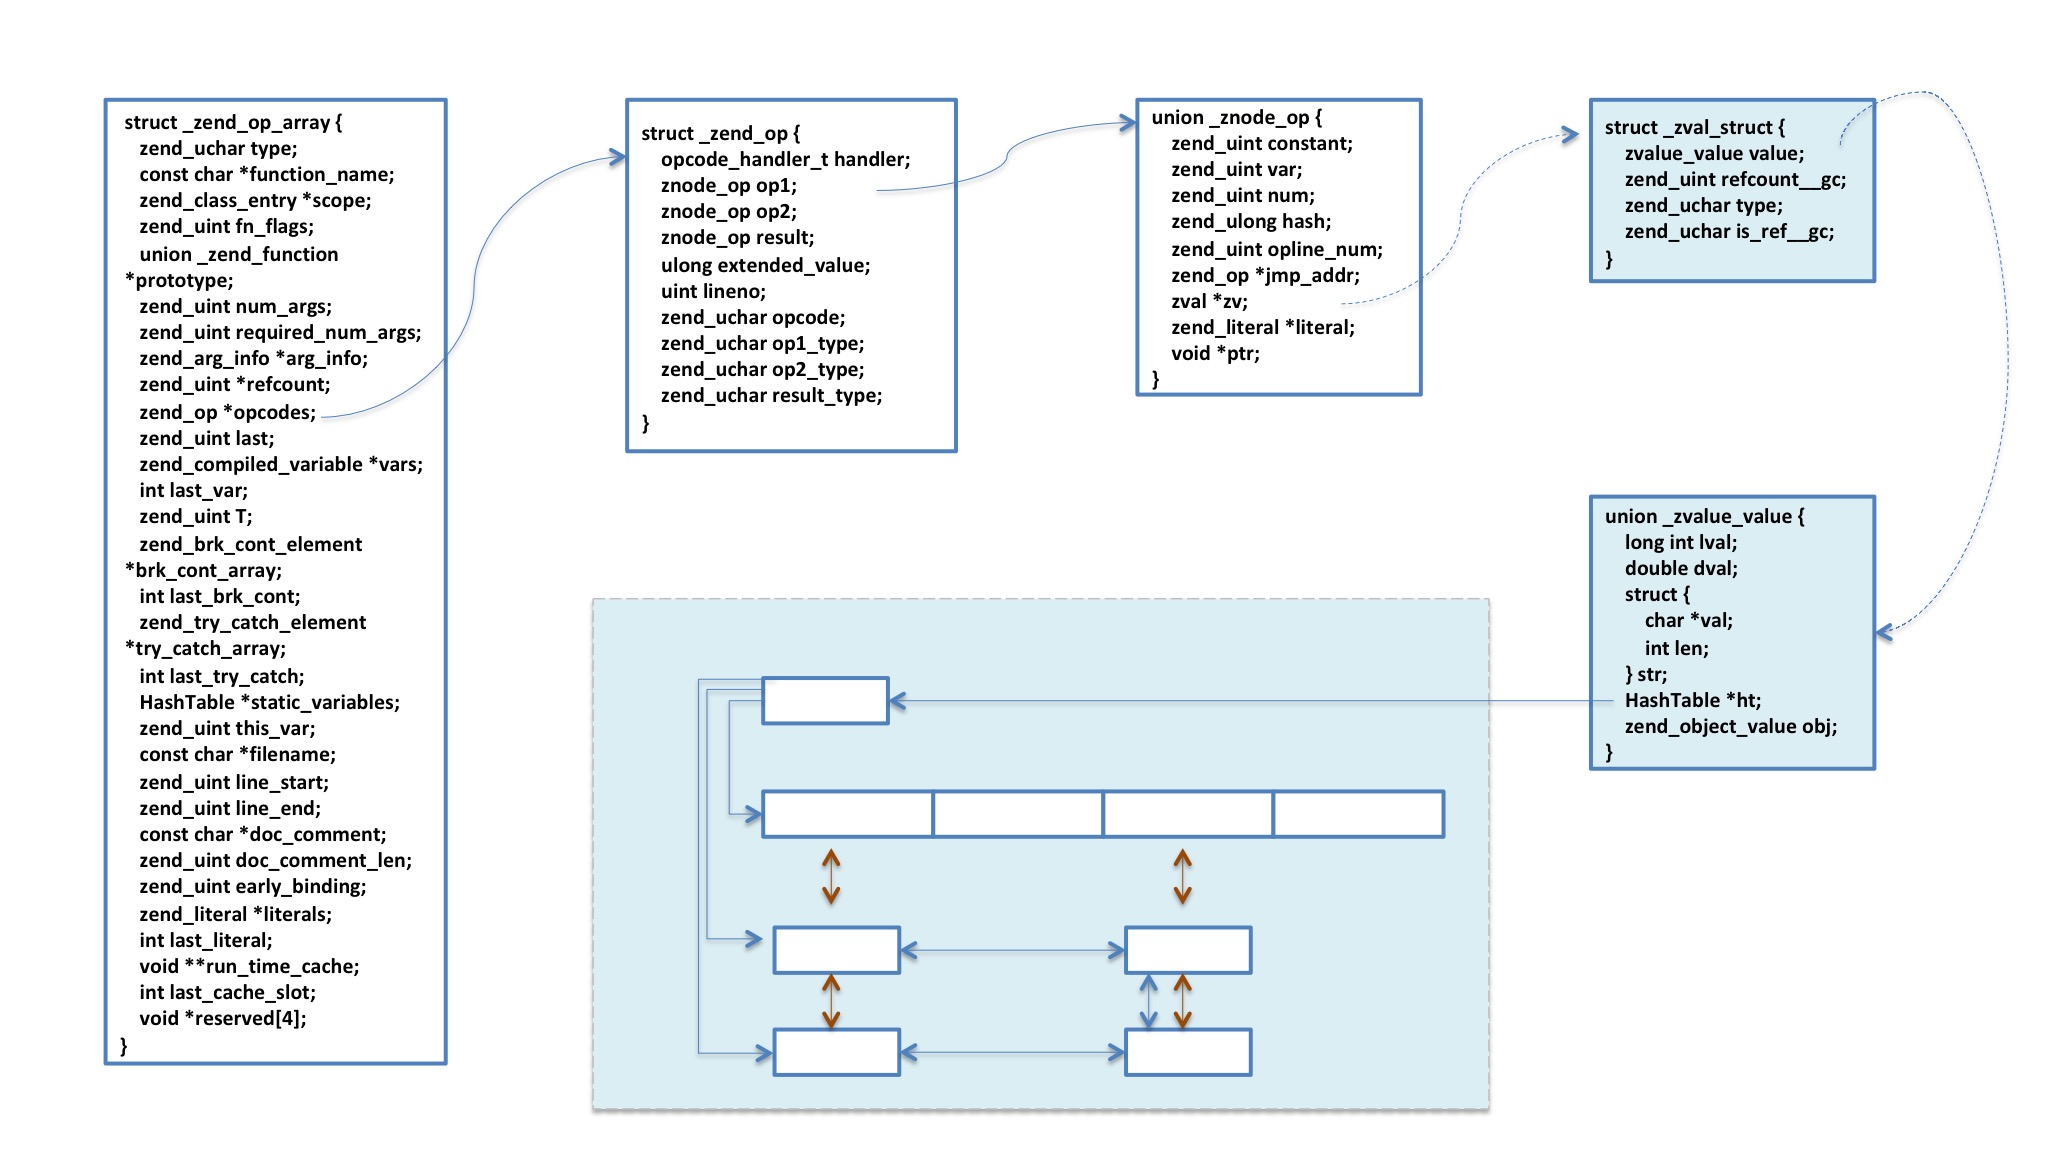 struct _zend_op_array {
zend_uchar type;
const char *function_name;
zend_class_entry *scope;
zend_uint fn_flags;
union _zend_function
*prototype;
zend_uint num_args;
zend_uint required_num_args;
zend_arg_info *arg_info;
zend_uint *refcount;
zend_op *opcodes;
zend_uint last;
zend_compiled_variable *vars;
int last_var;
zend_uint T;
zend_brk_cont_element
*brk_cont_array;
int last_brk_cont;
zend_try_catch_element
*try_catch_array;
int last_try_catch;
HashTable *static_variables;
zend_uint this_var;
const char *filename;
zend_uint line_start;
zend_uint line_end;
const char *doc_comment;
zend_uint doc_comment_len;
zend_uint early_binding;
zend_literal *literals;
int last_literal;
void **run_time_cache;
int last_cache_slot;
void *reserved[4];
}
struct _zend_op {
opcode_handler_t handler;
znode_op op1;
znode_op op2;
znode_op result;
ulong extended_value;
uint lineno;
zend_uchar opcode;
zend_uchar op1_type;
zend_uchar op2_type;
zend_uchar result_type;
}
union _znode_op {
zend_uint constant;
zend_uint var;
zend_uint num;
zend_ulong hash;
zend_uint opline_num;
zend_op *jmp_addr;
zval *zv;
zend_literal *literal;
void *ptr;
}
struct _zval_struct {
zvalue_value value;
zend_uint refcount__gc;
zend_uchar type;
zend_uchar is_ref__gc;
}
union _zvalue_value {
long int lval;
double dval;
struct {
char *val;
int len;
} str;
HashTable *ht;
zend_object_value obj;
}